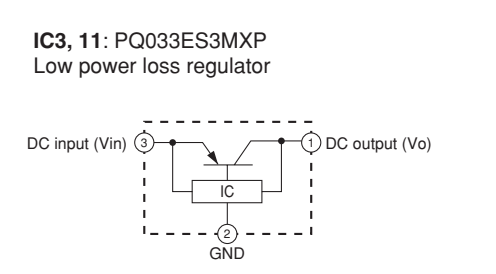 IC3, 11: PQ033ES3MXP
Low power loss regulator
DC input (Vin) 3 1 DC output (Vo)
IC
2
GND